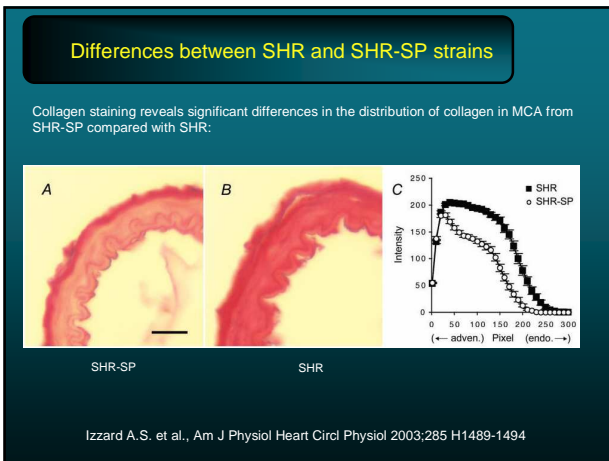 Differences between SHR and SHR-SP strains
Collagen staining reveals significant differences in the distribution of collagen in MCA from
SHR-SP compared with SHR:
A
B
C
SHR
SHR-SP
250
200
150
100
50
0
Intensity
0 50 100 150 200 250 300
(← adven.) Pixel (endo.→)
SHR-SP
SHR
Izzard A.S. et al., Am J Physiol Heart Circl Physiol 2003;285 H1489-1494